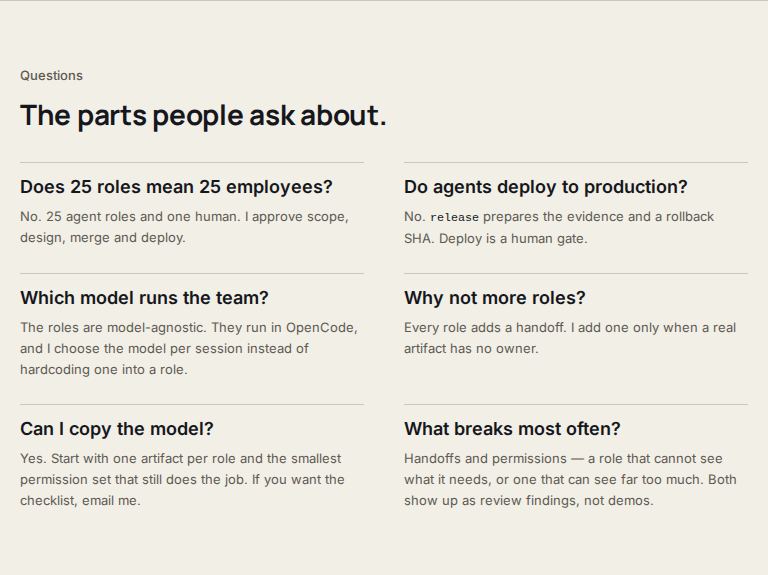 Questions
The parts people ask about.
Does 25 roles mean 25 employees?
No. 25 agent roles and one human. I approve scope,
design, merge and deploy.
Do agents deploy to production?
No. release prepares the evidence and a rollback
SHA. Deploy is a human gate.
Which model runs the team?
The roles are model-agnostic. They run in OpenCode,
and I choose the model per session instead of
hardcoding one into a role.
Why not more roles?
Every role adds a handoff. I add one only when a real
artifact has no owner.
Can I copy the model?
Yes. Start with one artifact per role and the smallest
permission set that still does the job. If you want the
checklist, email me.
What breaks most often?
Handoffs and permissions — a role that cannot see
what it needs, or one that can see far too much. Both
show up as review findings, not demos.